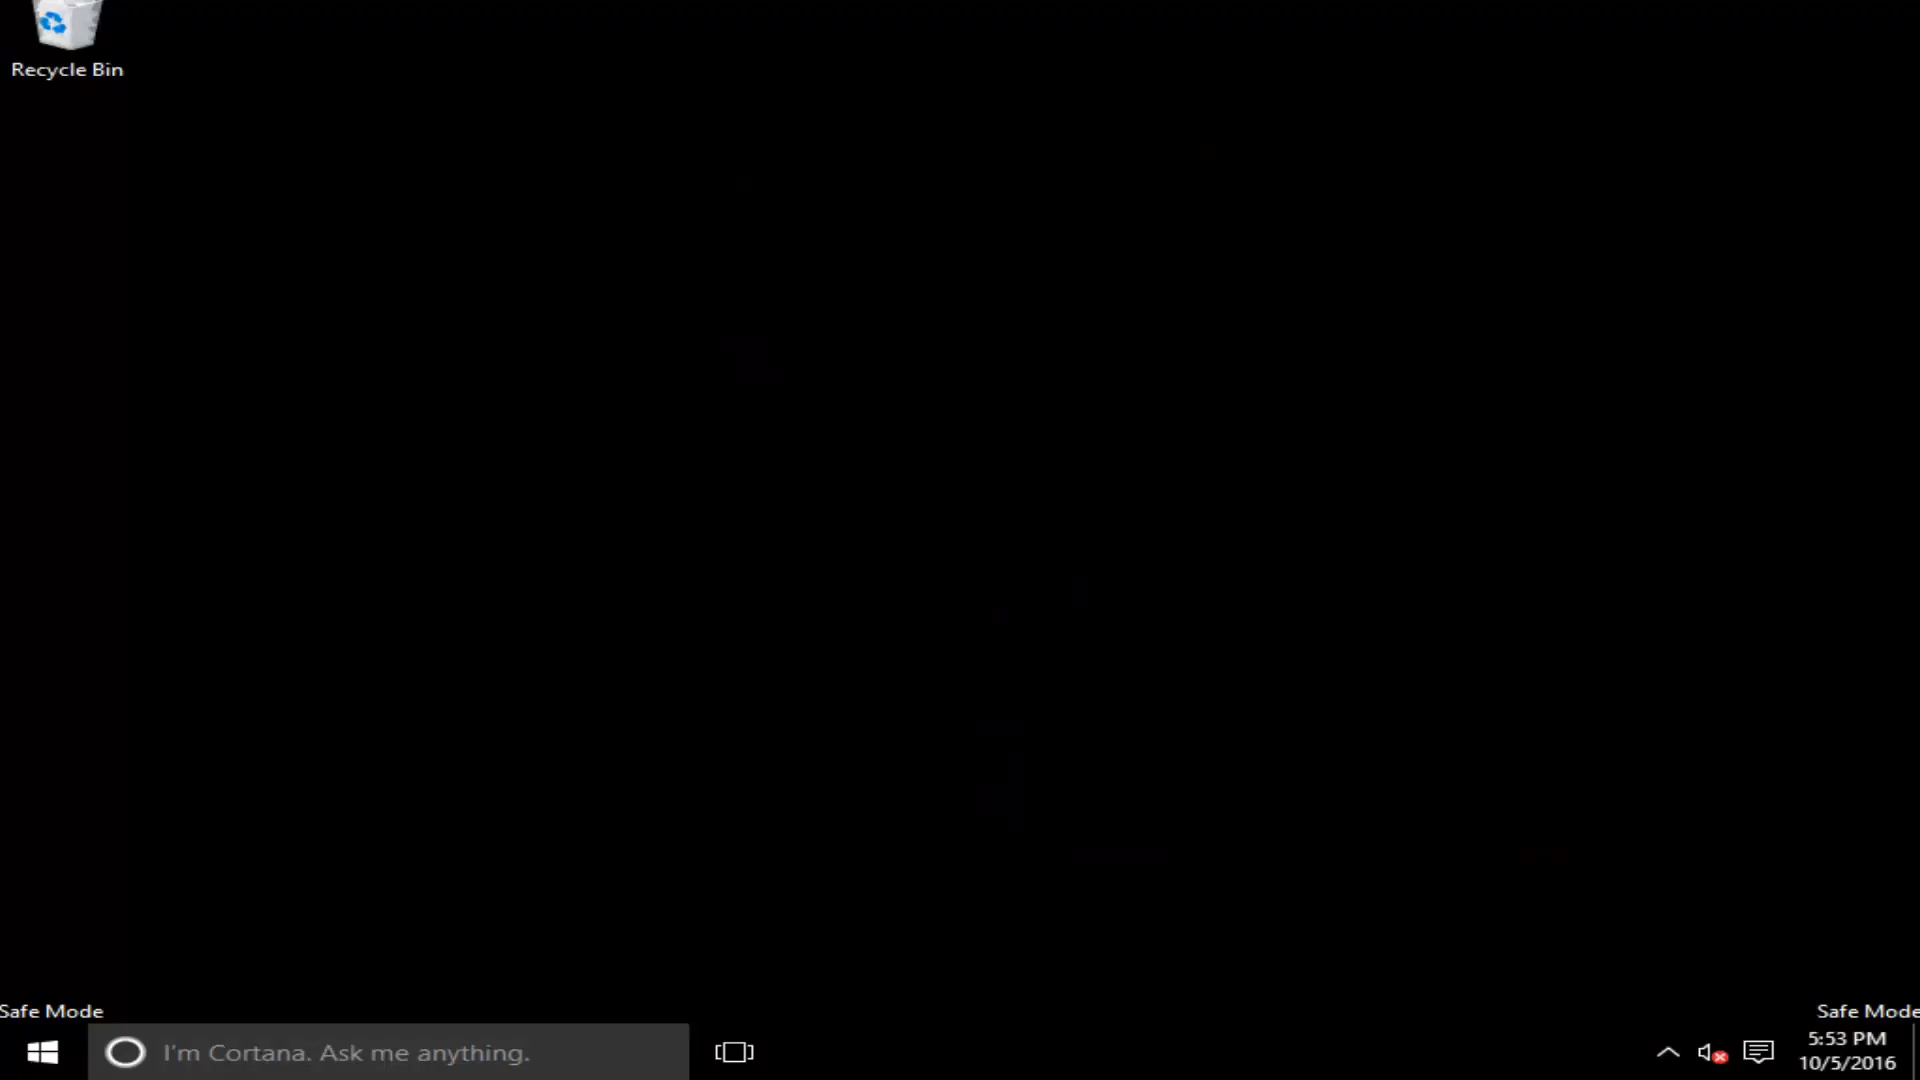 Recycle Bin
Safe Mode
Safe Mode
I'm Cortana. Ask me anything.
5:53 PM
10/5/2016